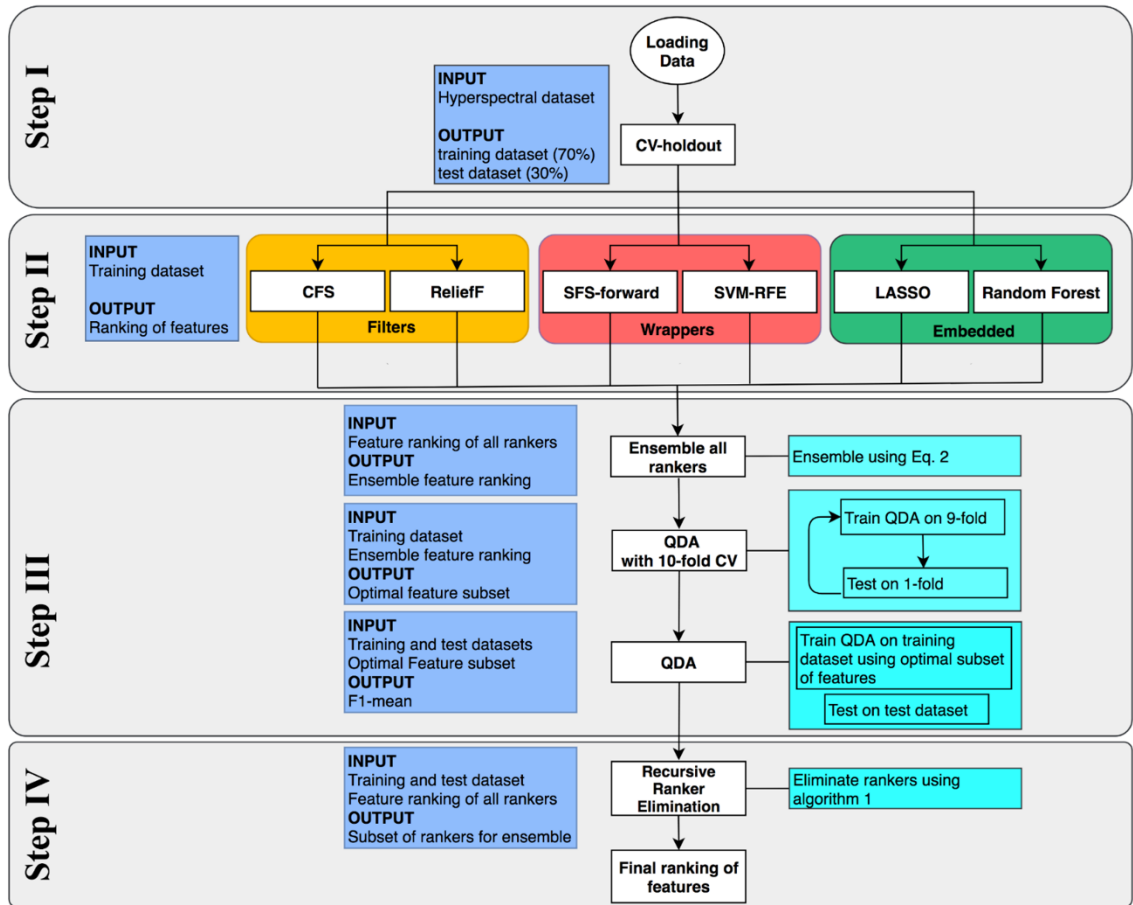 Step I
Loading
Data
INPUT
Hyperspectral dataset
OUTPUT
training dataset (70%)
test dataset (30%)
CV-holdout
Step II
INPUT
Training dataset
OUTPUT
Ranking of features
CFS
ReliefF
Filters
SFS-forward
SVM-RFE
Wrappers
LASSO
Random Forest
Embedded
Step III
INPUT
Feature ranking of all rankers
OUTPUT
Ensemble feature ranking
Ensemble all
rankers
Ensemble using Eq. 2
INPUT
Training dataset
Ensemble feature ranking
OUTPUT
Optimal feature subset
QDA
with 10-fold CV
Train QDA on 9-fold
Test on 1-fold
INPUT
Training and test datasets
Optimal Feature subset
OUTPUT
F1-mean
QDA
Train QDA on training
dataset using optimal subset
of features
Test on test dataset
Step IV
INPUT
Training and test dataset
Feature ranking of all rankers
OUTPUT
Subset of rankers for ensemble
Recursive
Ranker
Elimination
Eliminate rankers using
algorithm 1
Final ranking of
features